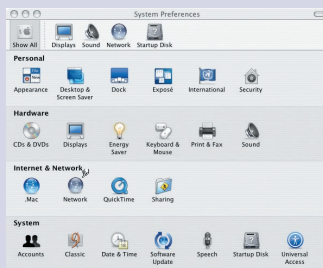 System Preferences
Show All Displays Sound Network Startup Disk
Personal
Appearance Desktop & Screen Saver Dock Exposé International Security
Hardware
CDs & DVDs Displays Energy Saver Keyboard & Mouse Print & Fax Sound
Internet & Network
.Mac Network QuickTime Sharing
System
Accounts Classic Date & Time Software Update Speech Startup Disk Universal Access